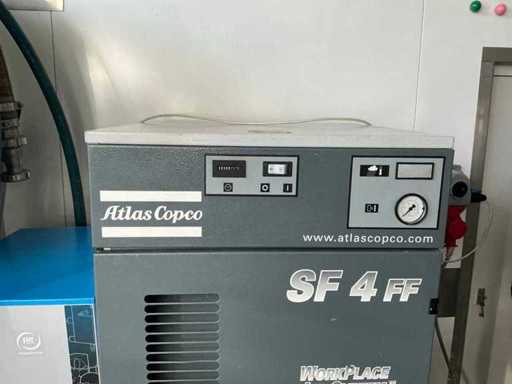 Atlas Copco
www.atlascopco.com
SF 4 FF
WORKPLACE